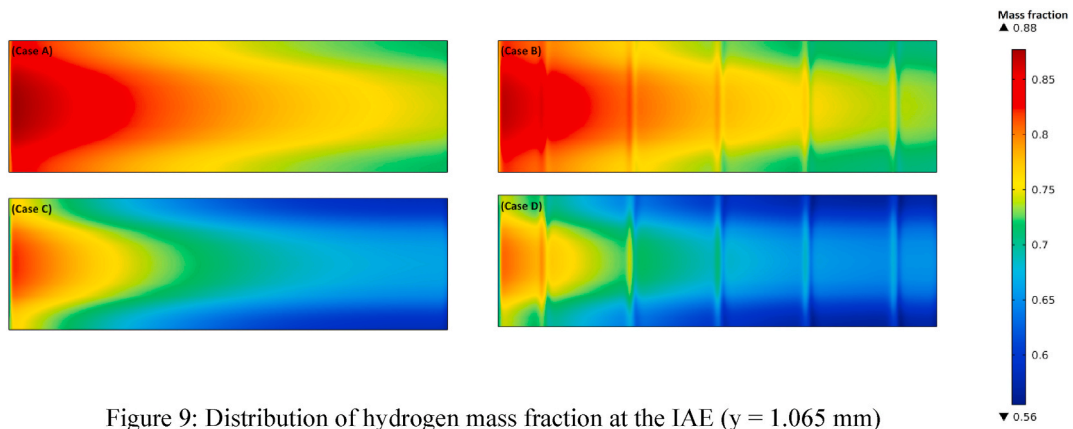 Mass fraction
▲ 0.88
(Case A)
(Case B)
0.85
0.8
0.75
(Case C)
(Case D)
0.7
0.65
0.6
▼ 0.56
Figure 9: Distribution of hydrogen mass fraction at the IAE (y = 1.065 mm)